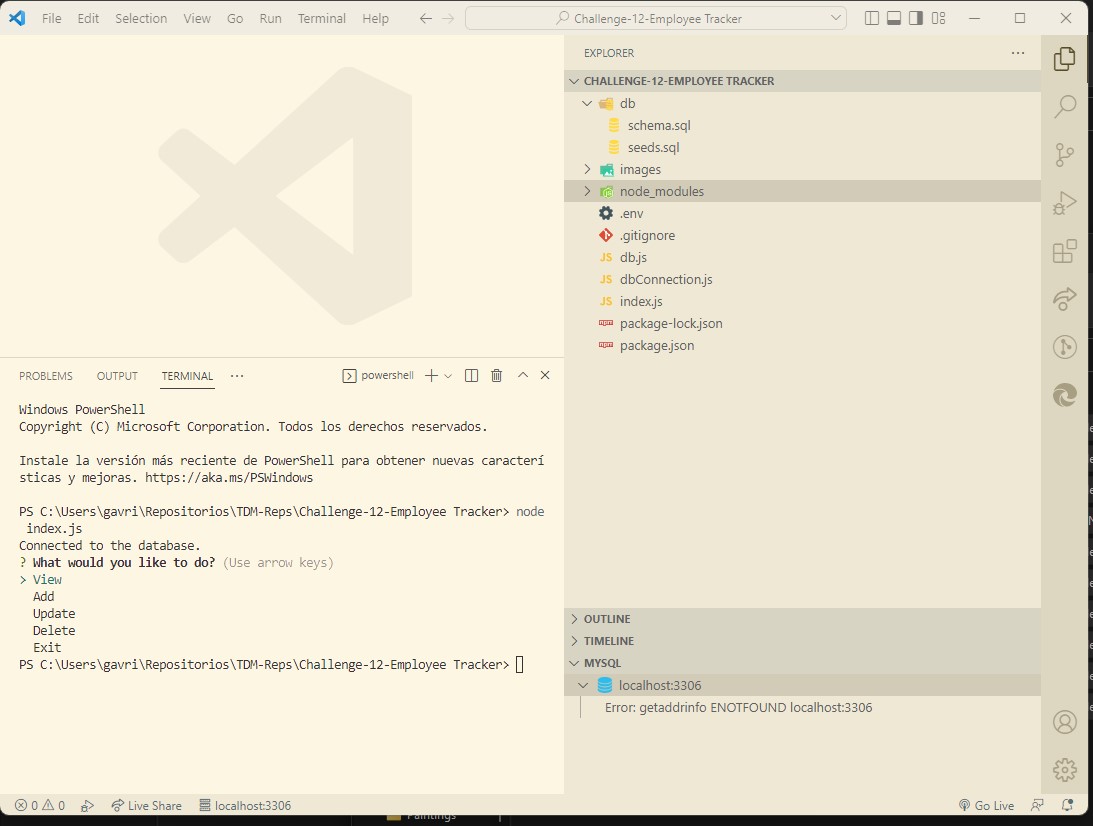 File Edit Selection View Go Run Terminal Help Challenge-12-Employee Tracker
EXPLORER
CHALLENGE-12-EMPLOYEE TRACKER
db
schema.sql
seeds.sql
images
node_modules
.env
.gitignore
JS db.js
JS dbConnection.js
JS index.js
package-lock.json
package.json
OUTLINE
TIMELINE
MYSQL
localhost:3306
Error: getaddrinfo ENOTFOUND localhost:3306
PROBLEMS OUTPUT TERMINAL ··· powershell
Windows PowerShell
Copyright (C) Microsoft Corporation. Todos los derechos reservados.
Instale la versión más reciente de PowerShell para obtener nuevas caracterí
sticas y mejoras. https://aka.ms/PSWindows
PS C:\Users\gavri\Repositorios\TDM-Reps\Challenge-12-Employee Tracker> node
index.js
Connected to the database.
? What would you like to do? (Use arrow keys)
> View
Add
Update
Delete
Exit
PS C:\Users\gavri\Repositorios\TDM-Reps\Challenge-12-Employee Tracker>
0 0 Live Share localhost:3306 Go Live
Paintings